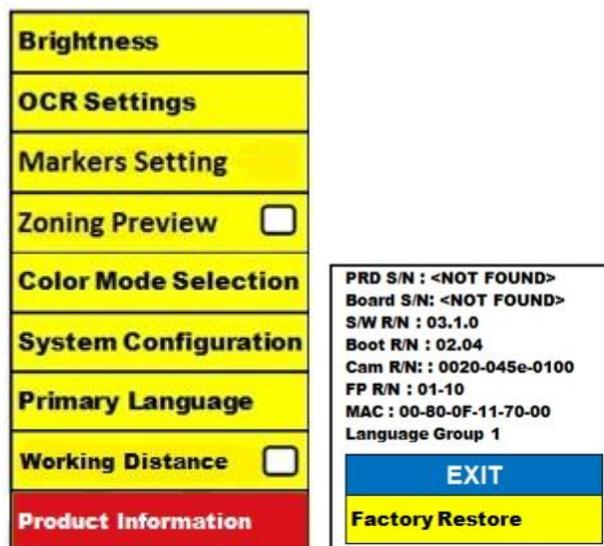 Brightness
OCR Settings
Markers Setting
Zoning Preview
Color Mode Selection
System Configuration
Primary Language
Working Distance
Product Information
PRD S/N : <NOT FOUND>
Board S/N: <NOT FOUND>
S/W R/N : 03.1.0
Boot R/N : 02.04
Cam R/N: : 0020-045e-0100
FP R/N : 01-10
MAC : 00-80-0F-11-70-00
Language Group 1
EXIT
Factory Restore